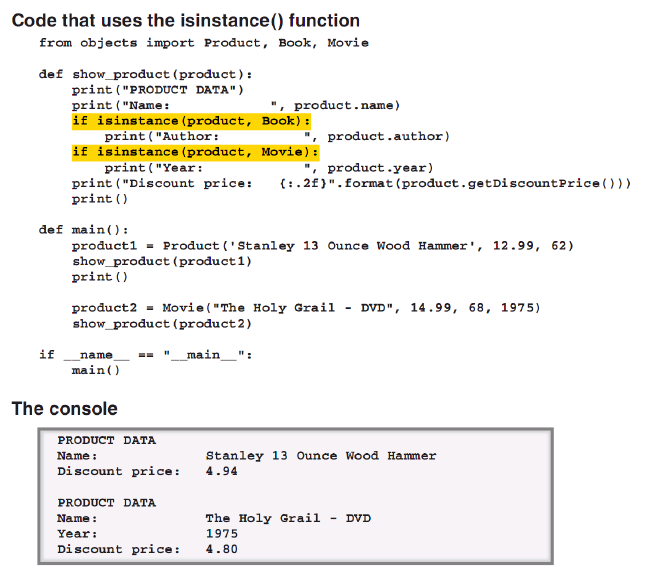 Code that uses the isinstance() function
from objects import Product, Book, Movie
def show_product(product):
    print("PRODUCT DATA")
    print("Name:            ", product.name)
    if isinstance(product, Book):
        print("Author:          ", product.author)
    if isinstance(product, Movie):
        print("Year:            ", product.year)
    print("Discount price:   {:.2f}".format(product.getDiscountPrice()))
    print()
def main():
    product1 = Product('Stanley 13 Ounce Wood Hammer', 12.99, 62)
    show_product(product1)
    print()
    product2 = Movie("The Holy Grail - DVD", 14.99, 68, 1975)
    show_product(product2)
if __name__ == "__main__":
    main()
The console
PRODUCT DATA
Name:             Stanley 13 Ounce Wood Hammer
Discount price:   4.94
PRODUCT DATA
Name:             The Holy Grail - DVD
Year:             1975
Discount price:   4.80